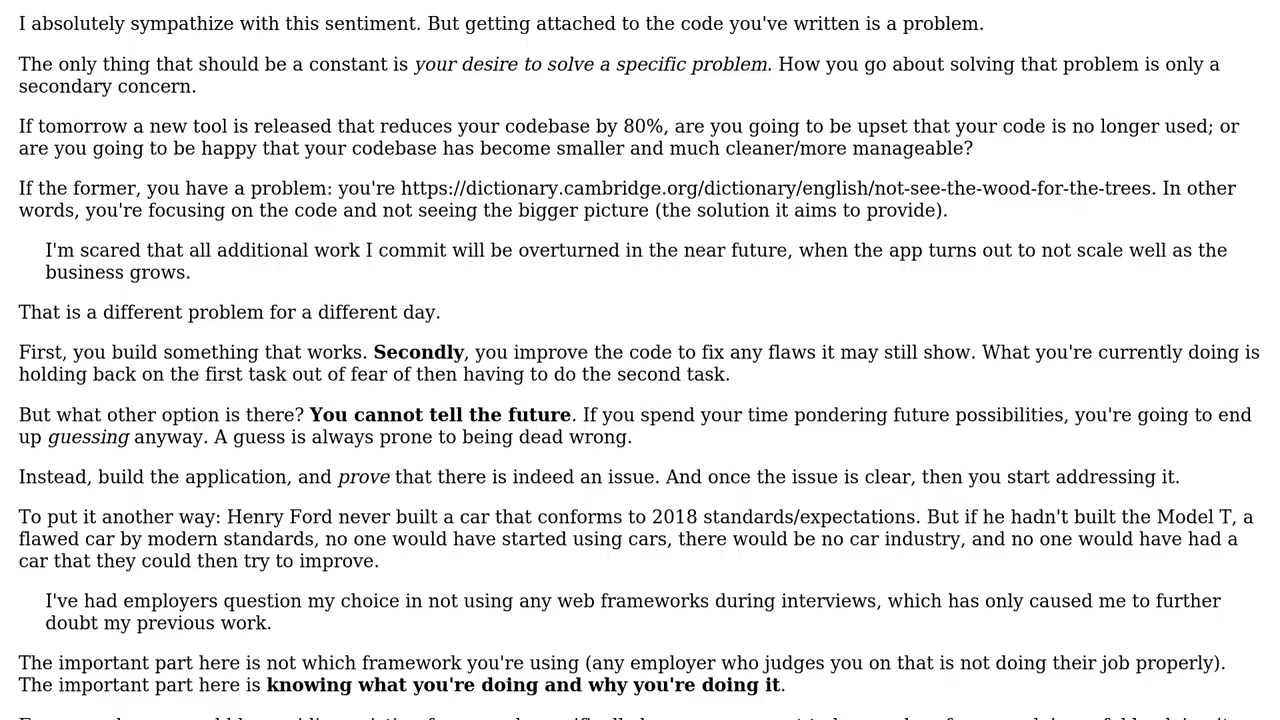 I absolutely sympathize with this sentiment. But getting attached to the code you've written is a problem.
The only thing that should be a constant is your desire to solve a specific problem. How you go about solving that problem is only a
secondary concern.
If tomorrow a new tool is released that reduces your codebase by 80%, are you going to be upset that your code is no longer used; or
are you going to be happy that your codebase has become smaller and much cleaner/more manageable?
If the former, you have a problem: you're https://dictionary.cambridge.org/dictionary/english/not-see-the-wood-for-the-trees. In other
words, you're focusing on the code and not seeing the bigger picture (the solution it aims to provide).
I'm scared that all additional work I commit will be overturned in the near future, when the app turns out to not scale well as the
business grows.
That is a different problem for a different day.
First, you build something that works. Secondly, you improve the code to fix any flaws it may still show. What you're currently doing is
holding back on the first task out of fear of then having to do the second task.
But what other option is there? You cannot tell the future. If you spend your time pondering future possibilities, you're going to end
up guessing anyway. A guess is always prone to being dead wrong.
Instead, build the application, and prove that there is indeed an issue. And once the issue is clear, then you start addressing it.
To put it another way: Henry Ford never built a car that conforms to 2018 standards/expectations. But if he hadn't built the Model T, a
flawed car by modern standards, no one would have started using cars, there would be no car industry, and no one would have had a
car that they could then try to improve.
I've had employers question my choice in not using any web frameworks during interviews, which has only caused me to further
doubt my previous work.
The important part here is not which framework you're using (any employer who judges you on that is not doing their job properly).
The important part here is knowing what you're doing and why you're doing it.